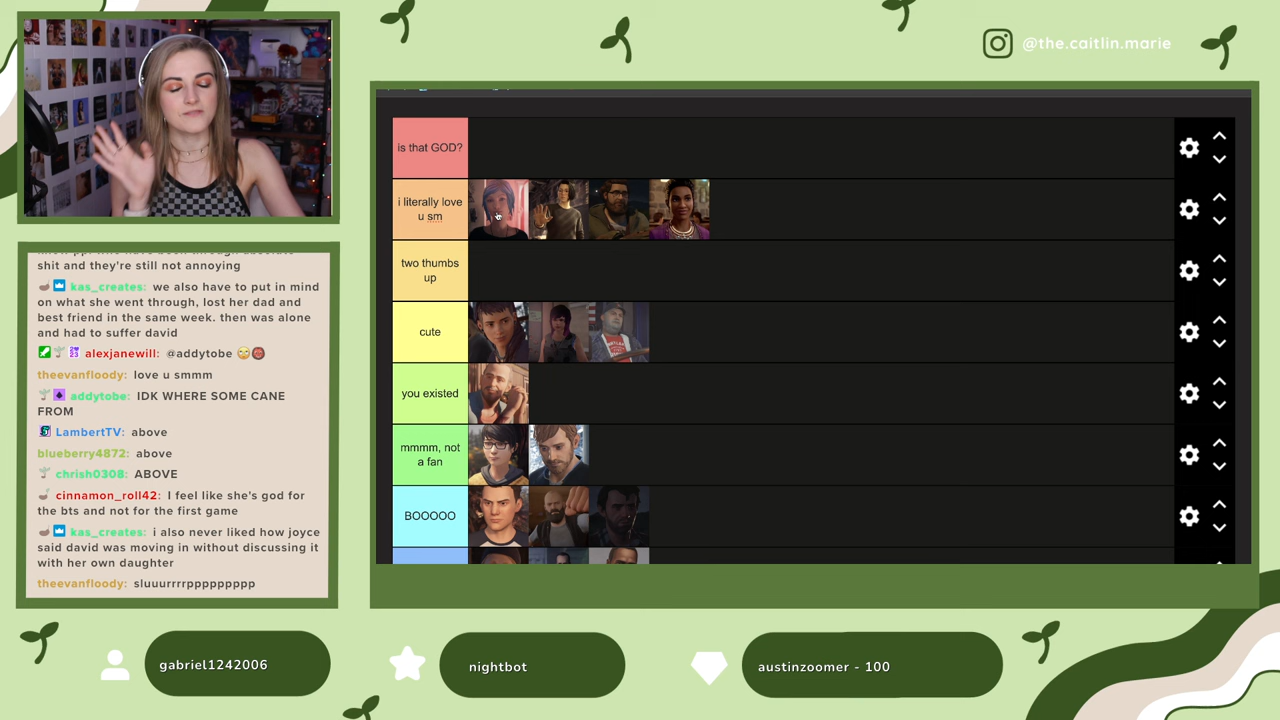 @the.caitlin.marie
is that GOD?
i literally love
u sm
two thumbs
up
cute
you existed
mmmm, not
a fan
BOOOOO
shit and they're still not annoying
kas_creates: we also have to put in mind
on what she went through, lost her dad and
best friend in the same week. then was alone
and had to suffer david
alexjanewill: @addytobe
theevanfloody: love u smmm
addytobe: IDK WHERE SOME CANE
FROM
LambertTV: above
blueberry4872: above
chrish0308: ABOVE
cinnamon_roll42: I feel like she's god for
the bts and not for the first game
kas_creates: i also never liked how joyce
said david was moving in without discussing it
with her own daughter
theevanfloody: sluuurrrrppppppppp
gabriel1242006
nightbot
austinzoomer - 100